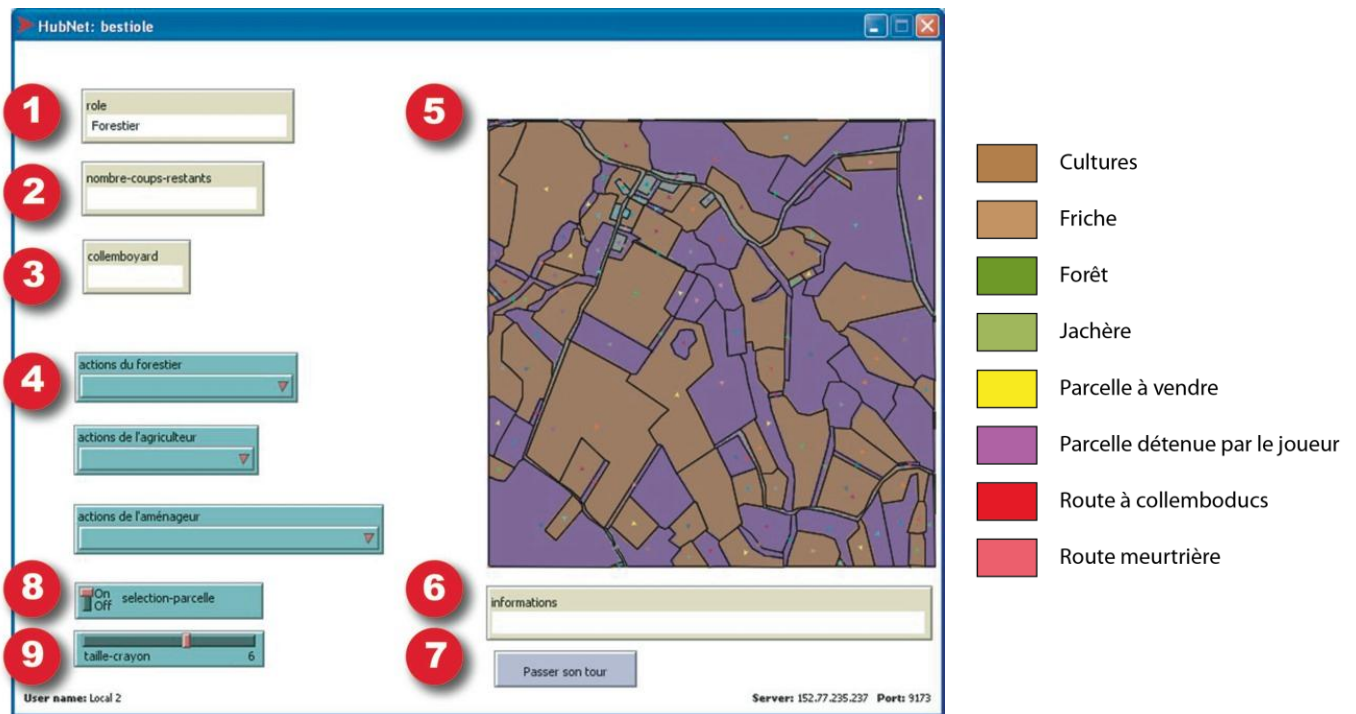 HubNet: bestiole
1
role
Forestier
2
nombre-coups-restants
3
collemboyard
4
actions du forestier
actions de l'agriculteur
actions de l'aménageur
8
On
Off
selection-parcelle
9
taille-crayon 6
User name: Local 2
5
6
informations
7
Passer son tour
Server: 152.77.235.237 Port: 9173
Cultures
Friche
Forêt
Jachère
Parcelle à vendre
Parcelle détenue par le joueur
Route à collemboducs
Route meurtrière